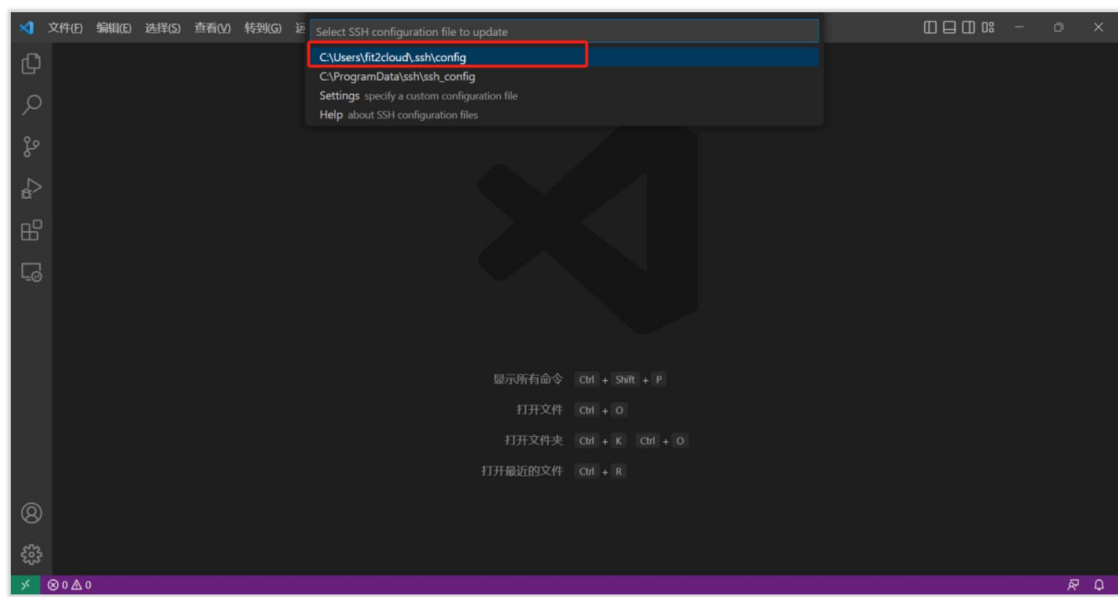 文件(F) 编辑(E) 选择(S) 查看(V) 转到(G) 运
Select SSH configuration file to update
C:\Users\fit2cloud\.ssh\config
C:\ProgramData\ssh\ssh_config
Settings specify a custom configuration file
Help about SSH configuration files
显示所有命令 Ctrl + Shift + P
打开文件 Ctrl + O
打开文件夹 Ctrl + K Ctrl + O
打开最近的文件 Ctrl + R
0 0